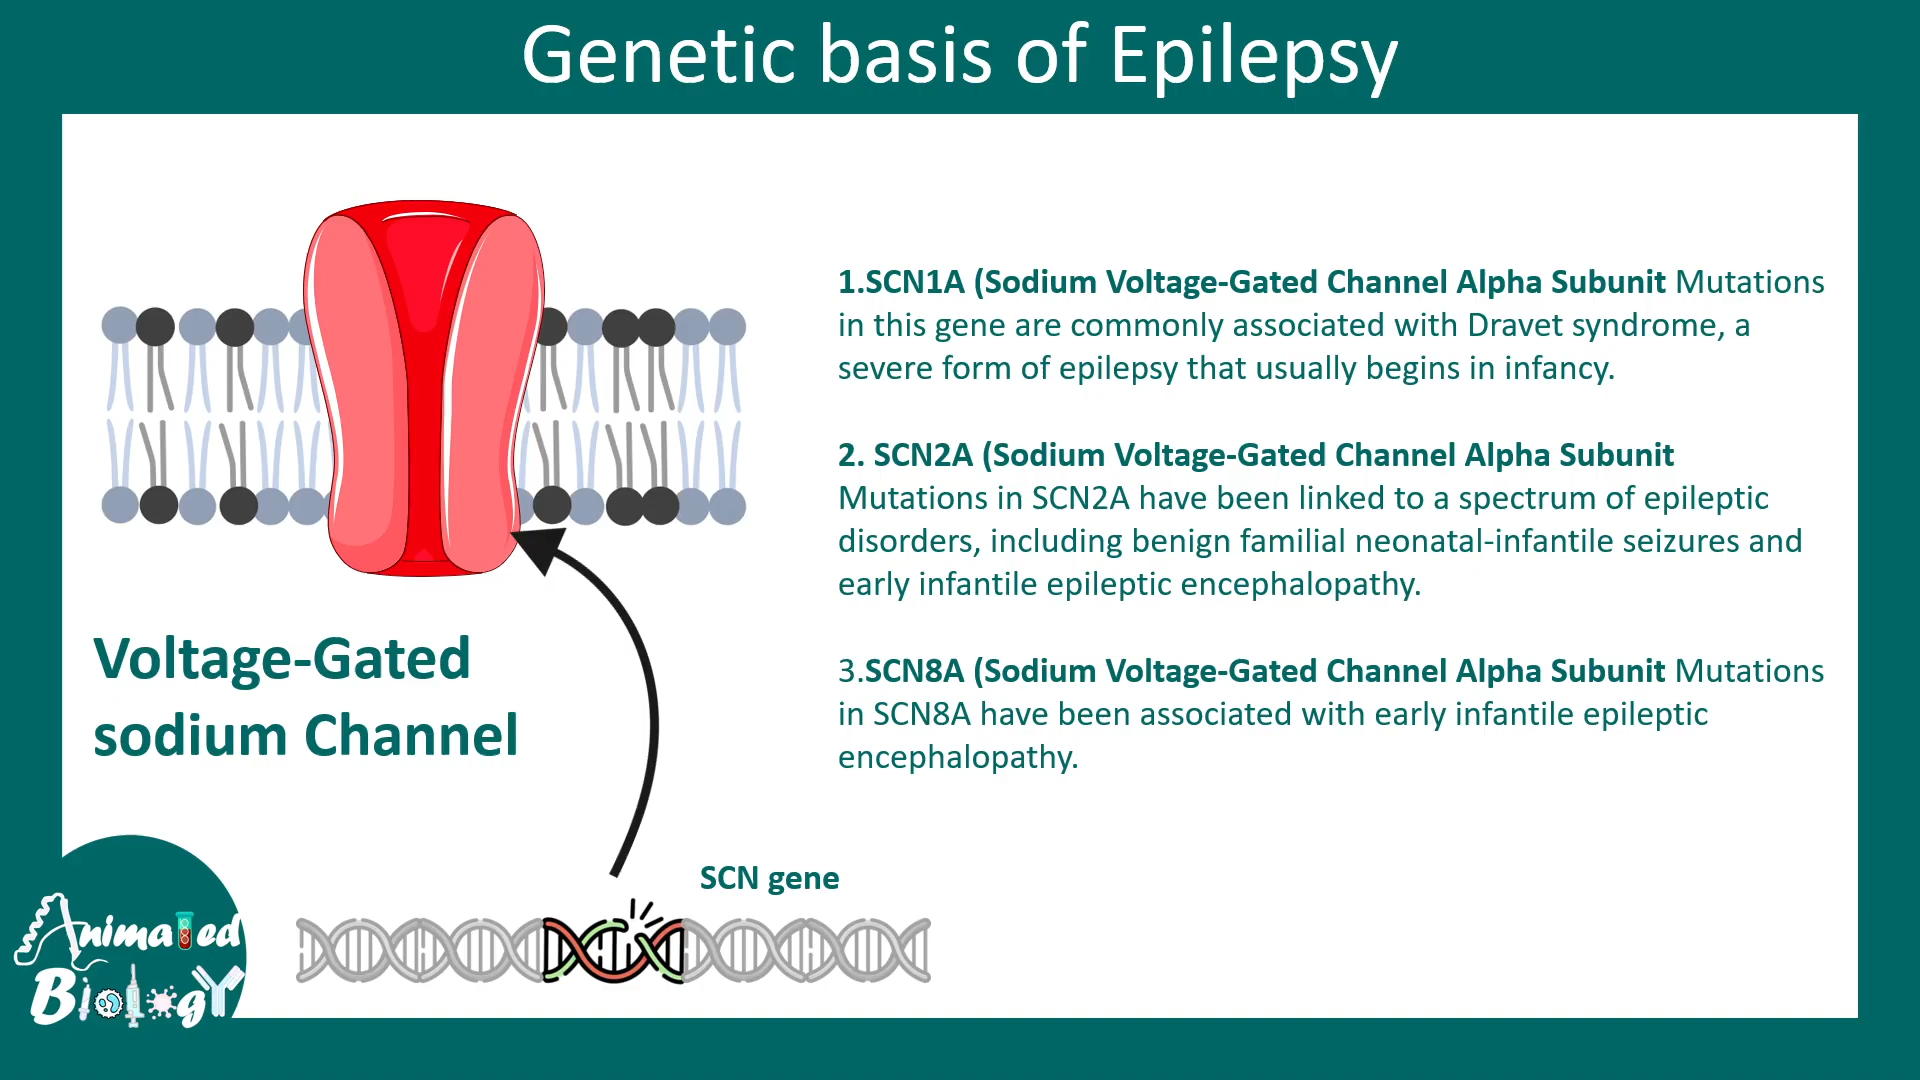 Genetic basis of Epilepsy
1.SCN1A (Sodium Voltage-Gated Channel Alpha Subunit Mutations
in this gene are commonly associated with Dravet syndrome, a
severe form of epilepsy that usually begins in infancy.
2. SCN2A (Sodium Voltage-Gated Channel Alpha Subunit
Mutations in SCN2A have been linked to a spectrum of epileptic
disorders, including benign familial neonatal-infantile seizures and
early infantile epileptic encephalopathy.
3.SCN8A (Sodium Voltage-Gated Channel Alpha Subunit Mutations
in SCN8A have been associated with early infantile epileptic
encephalopathy.
Voltage-Gated
sodium Channel
SCN gene
Animated
Biology